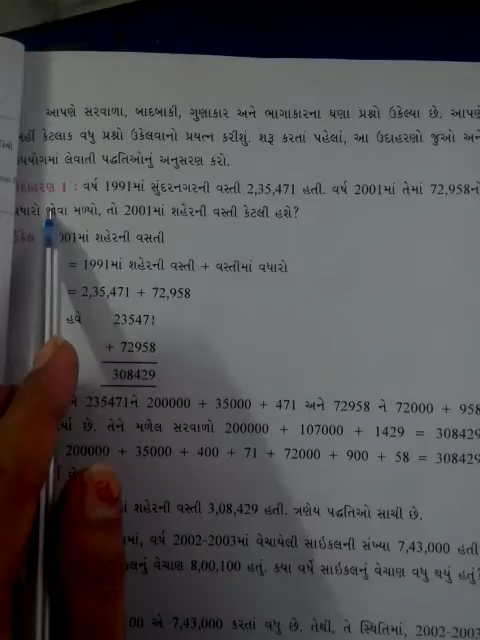 આપણે સરવાળા, બાદબાકી, ગુણાકાર અને ભાગાકારના ઘણા પ્રશ્નો ઉકેલ્યા છે. આપણે
કેટલાક વધુ પ્રશ્નો ઉકેલવાનો પ્રયત્ન કરીશું. શરૂ કરતાં પહેલાં, આ ઉદાહરણો જુઓ અને
ઉપયોગમાં લેવાતી પદ્ધતિઓનું અનુસરણ કરો.
ઉદાહરણ 1 : વર્ષ 1991માં સુંદરનગરની વસ્તી 2,35,471 હતી. વર્ષ 2001માં તેમાં 72,958નો
વધારો જોવા મળ્યો, તો 2001માં શહેરની વસ્તી કેટલી હશે?
ઉકેલ 2001માં શહેરની વસતી
= 1991માં શહેરની વસ્તી + વસ્તીમાં વધારો
= 2,35,471 + 72,958
હવે 235471
+ 72958
308429
235471ને 200000 + 35000 + 471 અને 72958 ને 72000 + 958
છે. તેને મળેલ સરવાળો 200000 + 107000 + 1429 = 308429
200000 + 35000 + 400 + 71 + 72000 + 900 + 58 = 308429
શહેરની વસ્તી 3,08,429 હતી. ત્રણેય પદ્ધતિઓ સાચી છે.
વર્ષ 2002-2003માં વેચાયેલી સાઇકલની સંખ્યા 7,43,000 હતી
વેચાણ 8,00,100 હતું. કયા વર્ષે સાઇકલનું વેચાણ વધુ થયું હતું?
00 એ 7,43,000 કરતાં વધુ છે. તેથી, તે સ્થિતિમાં, 2002-2003